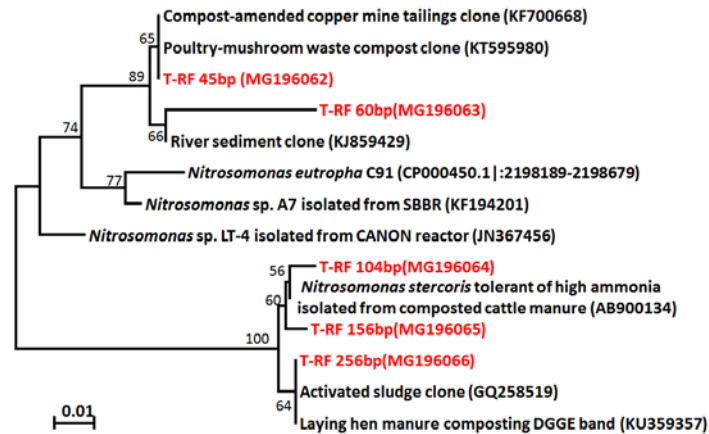 Compost-amended copper mine tailings clone (KF700668)
65
Poultry-mushroom waste compost clone (KT595980)
89
T-RF 45bp (MG196062)
T-RF 60bp(MG196063)
74
66
River sediment clone (KJ859429)
Nitrosomonas eutropha C91 (CP000450.1|:2198189-2198679)
77
Nitrosomonas sp. A7 isolated from SBBR (KF194201)
Nitrosomonas sp. LT-4 isolated from CANON reactor (JN367456)
56
T-RF 104bp(MG196064)
Nitrosomonas stercoris tolerant of high ammonia
60
isolated from composted cattle manure (AB900134)
T-RF 156bp(MG196065)
100
T-RF 256bp(MG196066)
Activated sludge clone (GQ258519)
64
0.01
Laying hen manure composting DGGE band (KU359357)